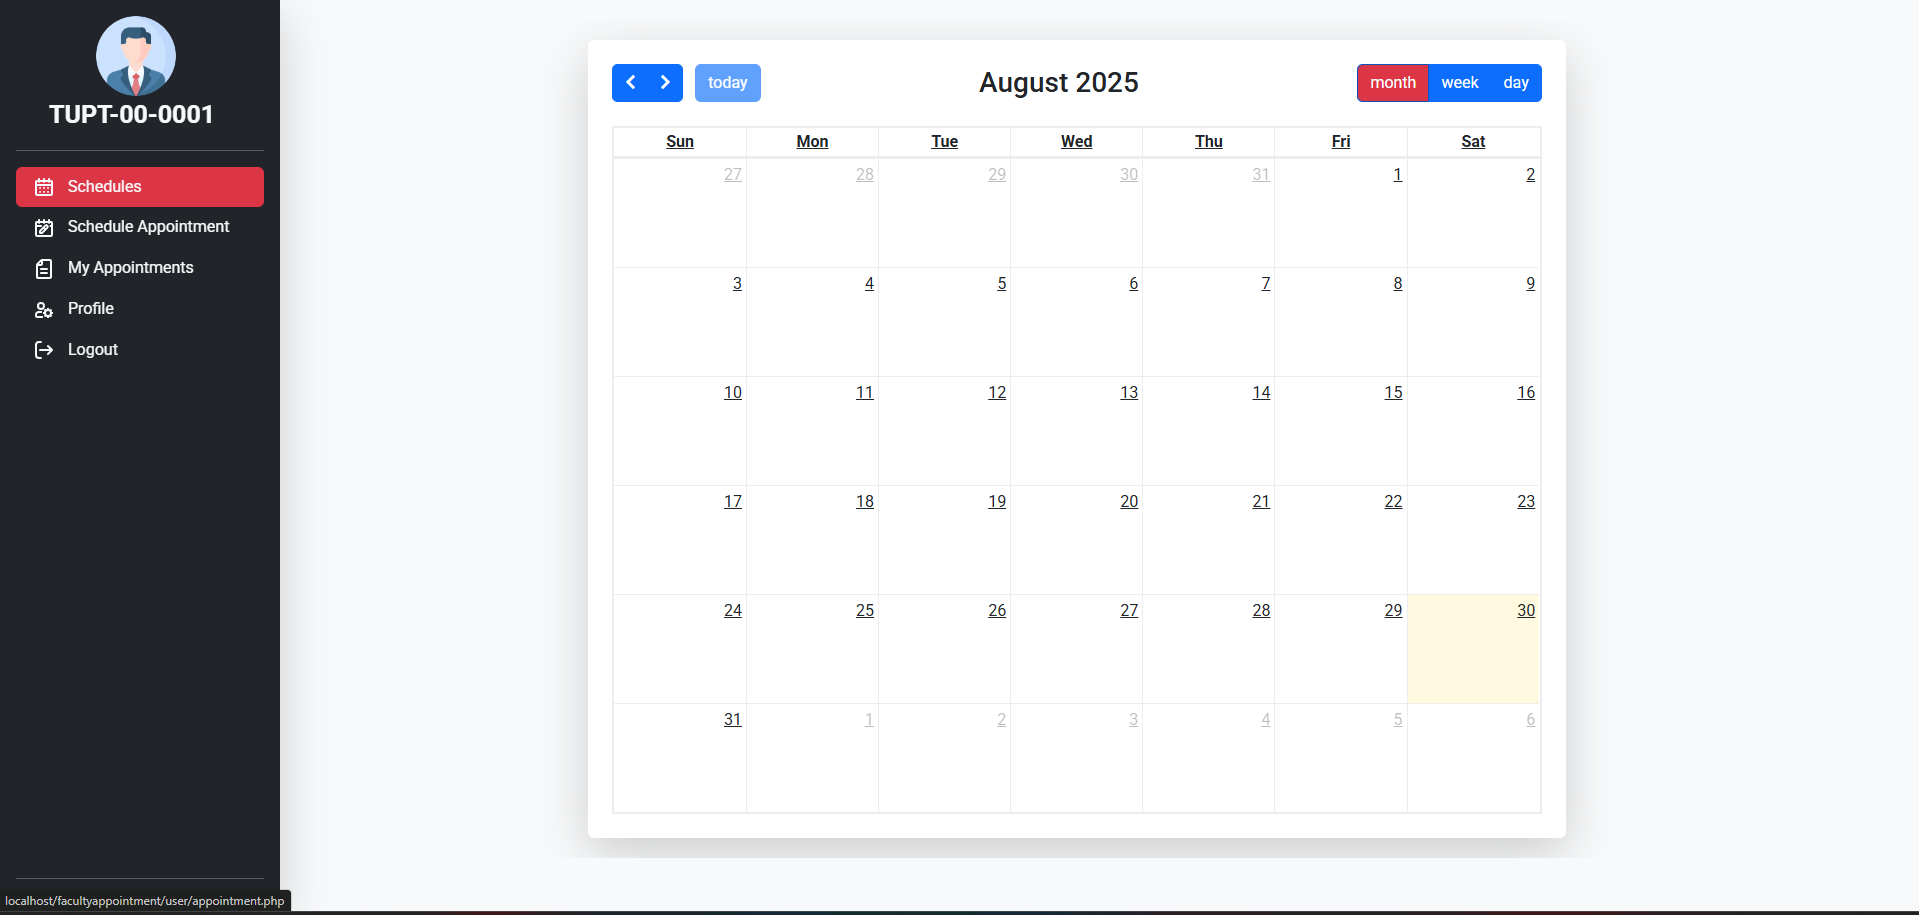 TUPT-00-0001
Schedules
Schedule Appointment
My Appointments
Profile
Logout
localhost/facultyappointment/user/appointment.php
today August 2025 month week day
Sun Mon Tue Wed Thu Fri Sat
27 28 29 30 31 1 2
3 4 5 6 7 8 9
10 11 12 13 14 15 16
17 18 19 20 21 22 23
24 25 26 27 28 29 30
31 1 2 3 4 5 6